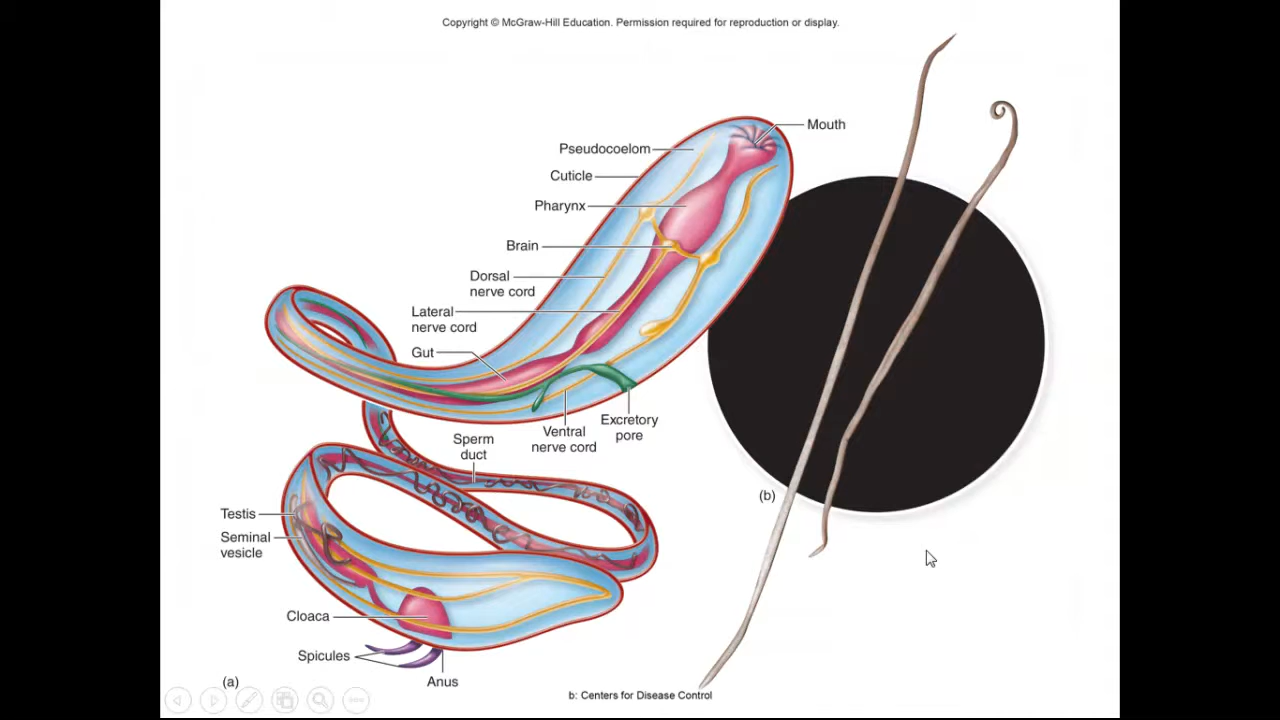 Copyright © McGraw-Hill Education. Permission required for reproduction or display.
Mouth
Pseudocoelom
Cuticle
Pharynx
Brain
Dorsal
nerve cord
Lateral
nerve cord
Gut
Excretory
pore
Ventral
nerve cord
Sperm
duct
(b)
Testis
Seminal
vesicle
Cloaca
Spicules
Anus
(a)
b: Centers for Disease Control